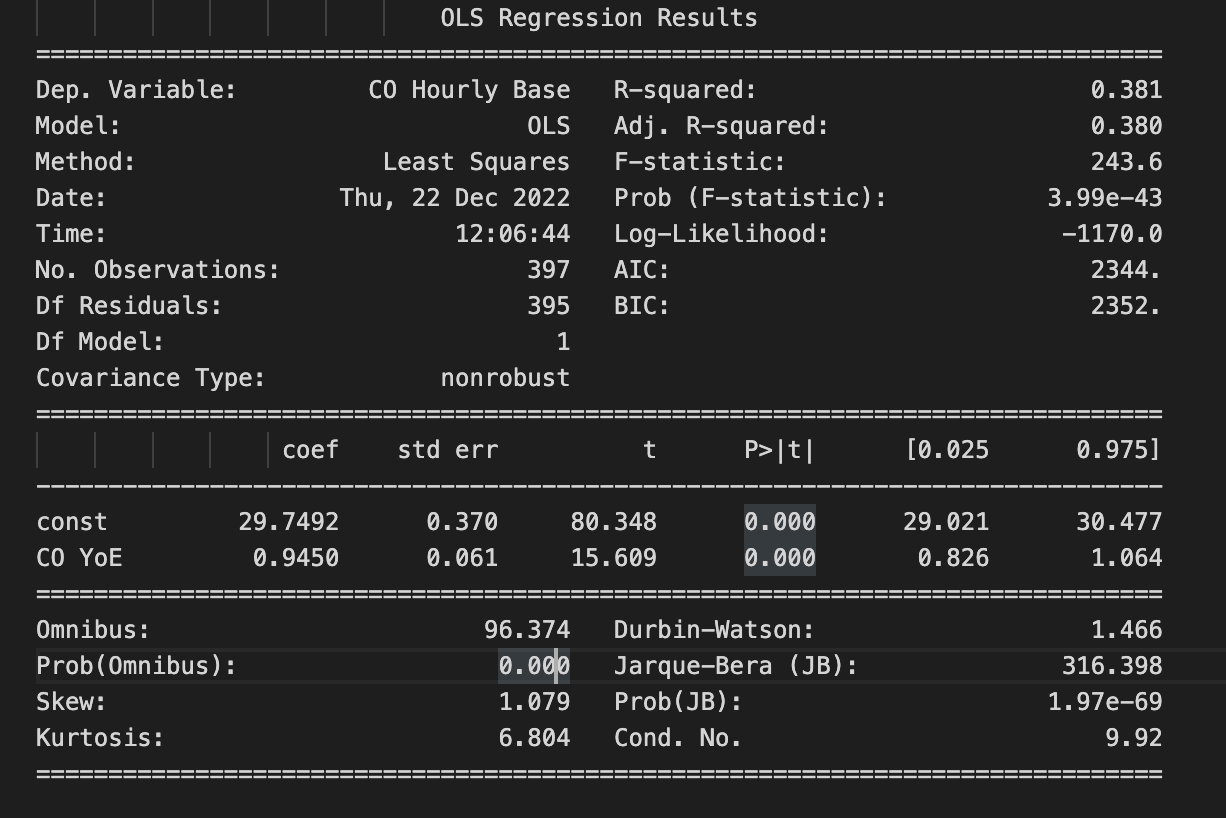 OLS Regression Results
==============================================================================
Dep. Variable: CO Hourly Base R-squared: 0.381
Model: OLS Adj. R-squared: 0.380
Method: Least Squares F-statistic: 243.6
Date: Thu, 22 Dec 2022 Prob (F-statistic): 3.99e-43
Time: 12:06:44 Log-Likelihood: -1170.0
No. Observations: 397 AIC: 2344.
Df Residuals: 395 BIC: 2352.
Df Model: 1
Covariance Type: nonrobust
==============================================================================
coef std err t P>|t| [0.025 0.975]
------------------------------------------------------------------------------
const 29.7492 0.370 80.348 0.000 29.021 30.477
CO YoE 0.9450 0.061 15.609 0.000 0.826 1.064
==============================================================================
Omnibus: 96.374 Durbin-Watson: 1.466
Prob(Omnibus): 0.000 Jarque-Bera (JB): 316.398
Skew: 1.079 Prob(JB): 1.97e-69
Kurtosis: 6.804 Cond. No. 9.92
==============================================================================